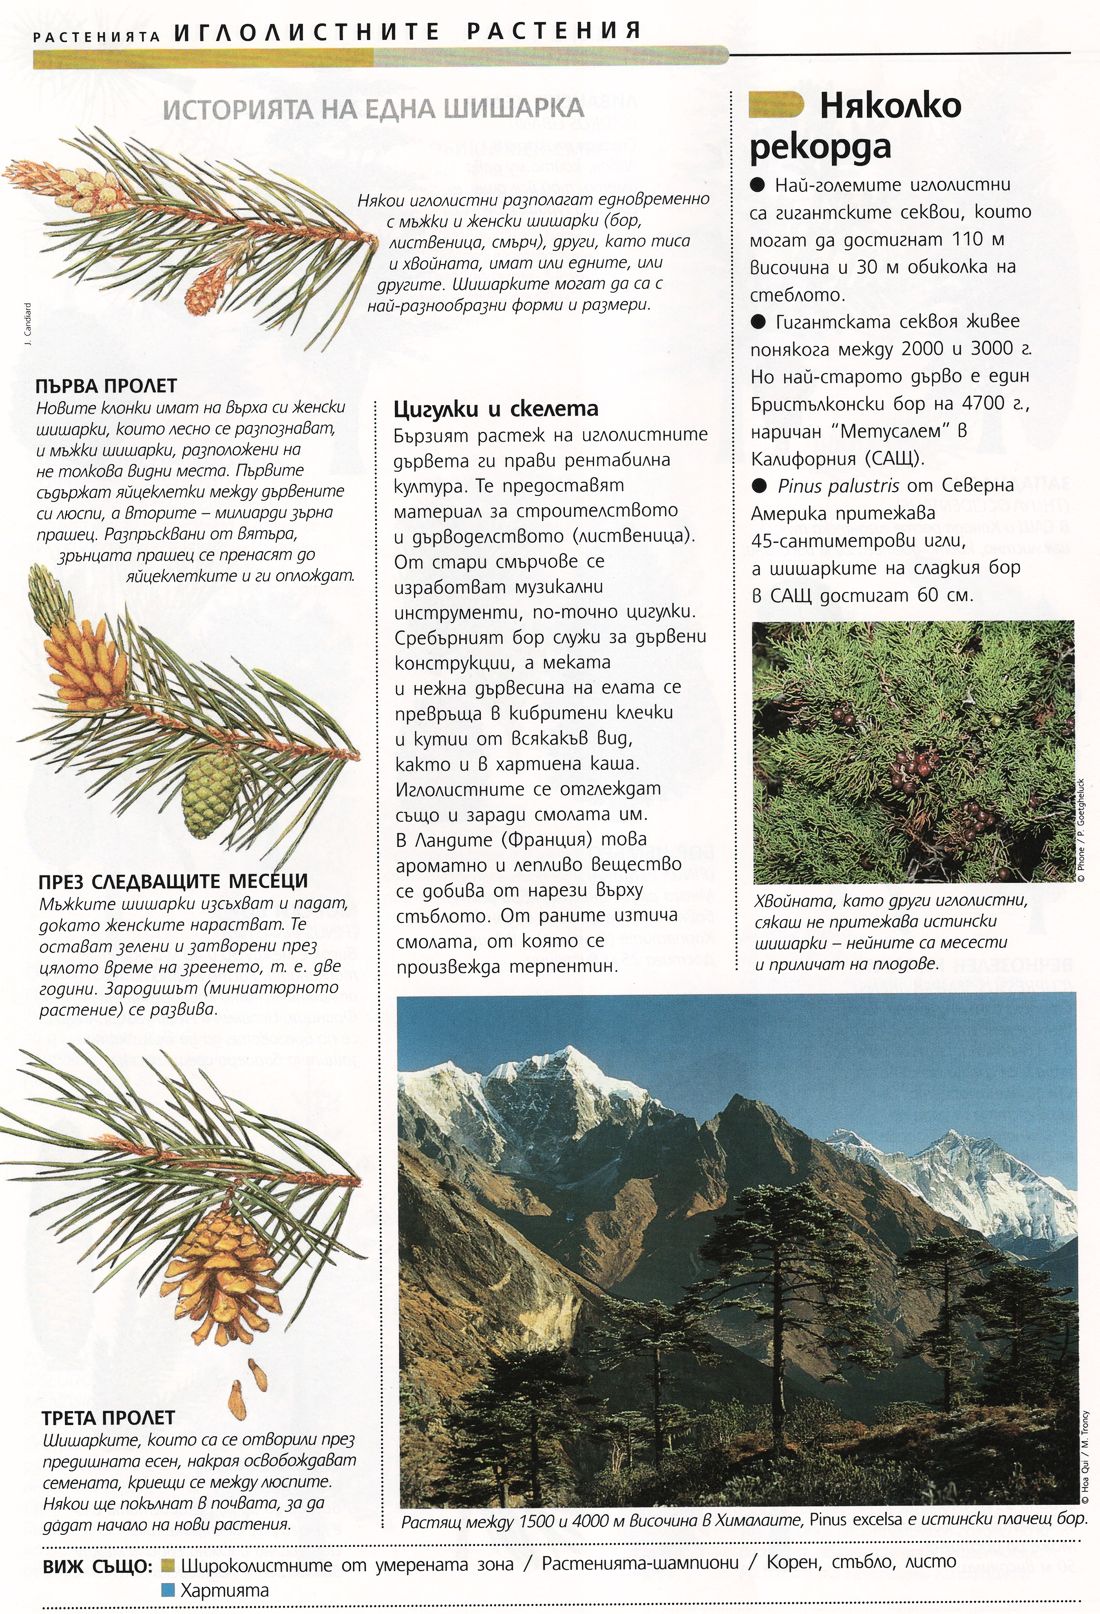 РАСТЕНИЯТА ИГЛОЛИСТНИТЕ РАСТЕНИЯ
ИСТОРИЯТА НА ЕДНА ШИШАРКА
Някои иглолистни разполагат едновременно
с мъжки и женски шишарки (бор,
лиственица, смърч), други, като тиса
и хвойната, имат или едните, или
другите. Шишарките могат да са с
най-разнообразни форми и размери.
J. Candiard
ПЪРВА ПРОЛЕТ
Новите клонки имат на върха си женски
шишарки, които лесно се разпознават,
и мъжки шишарки, разположени на
не толкова видни места. Първите
съдържат яйцеклетки между дървените
си люспи, а вторите – милиарди зърна
прашец. Разпръсквани от вятъра,
зрънцата прашец се пренасят до
яйцеклетките и ги оплождат.
ПРЕЗ СЛЕДВАЩИТЕ МЕСЕЦИ
Мъжките шишарки изсъхват и падат,
докато женските нарастват. Те
остават зелени и затворени през
цялото време на зреенето, т. е. две
години. Зародишът (миниатюрното
растение) се развива.
ТРЕТА ПРОЛЕТ
Шишарките, които са се отворили през
предишната есен, накрая освобождават
семената, криещи се между люспите.
Някои ще покълнат в почвата, за да
дадат начало на нови растения.
Цигулки и скелета
Бързият растеж на иглолистните
дървета ги прави рентабилна
култура. Те предоставят
материал за строителството
и дърводелството (лиственица).
От стари смърчове се
изработват музикални
инструменти, по-точно цигулки.
Сребърният бор служи за дървени
конструкции, а меката
и нежна дървесина на елата се
превръща в кибритени клечки
и кутии от всякакъв вид,
както и в хартиена каша.
Иглолистните се отглеждат
също и заради смолата им.
В Ландите (Франция) това
ароматно и лепливо вещество
се добива от нарези върху
стъблото. От раните изтича
смолата, от която се
произвежда терпентин.
Няколко
рекорда
● Най-големите иглолистни
са гигантските секвои, които
могат да достигнат 110 м
височина и 30 м обиколка на
стеблото.
● Гигантската секвоя живее
понякога между 2000 и 3000 г.
Но най-старото дърво е един
Бристълконски бор на 4700 г.,
наричан “Метусалем” в
Калифорния (САЩ).
● Pinus palustris от Северна
Америка притежава
45-сантиметрови игли,
а шишарките на сладкия бор
в САЩ достигат 60 см.
© Phone / P. Goetgheluck
Хвойната, като други иглолистни,
сякаш не притежава истински
шишарки – нейните са месести
и приличат на плодове.
© Hoa Qui / M. Troncy
Растящ между 1500 и 4000 м височина в Хималаите, Pinus excelsa е истински плачещ бор.
ВИЖ СЪЩО: Широколистните от умерената зона / Растенията-шампиони / Корен, стъбло, листо
Хартията